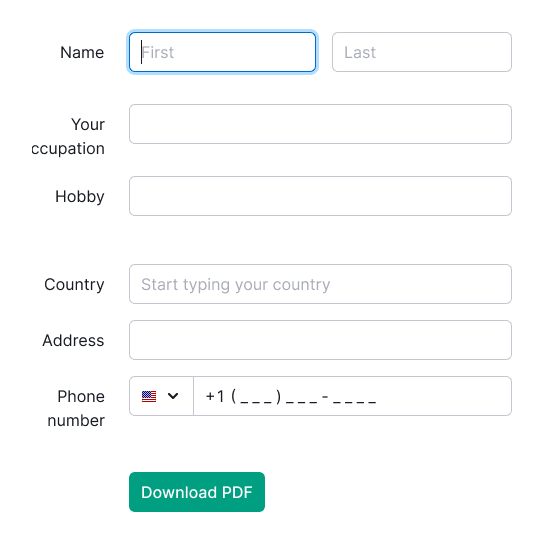 Name First Last
Your
ccupation
Hobby
Country Start typing your country
Address
Phone +1 (___)___-____
number
Download PDF